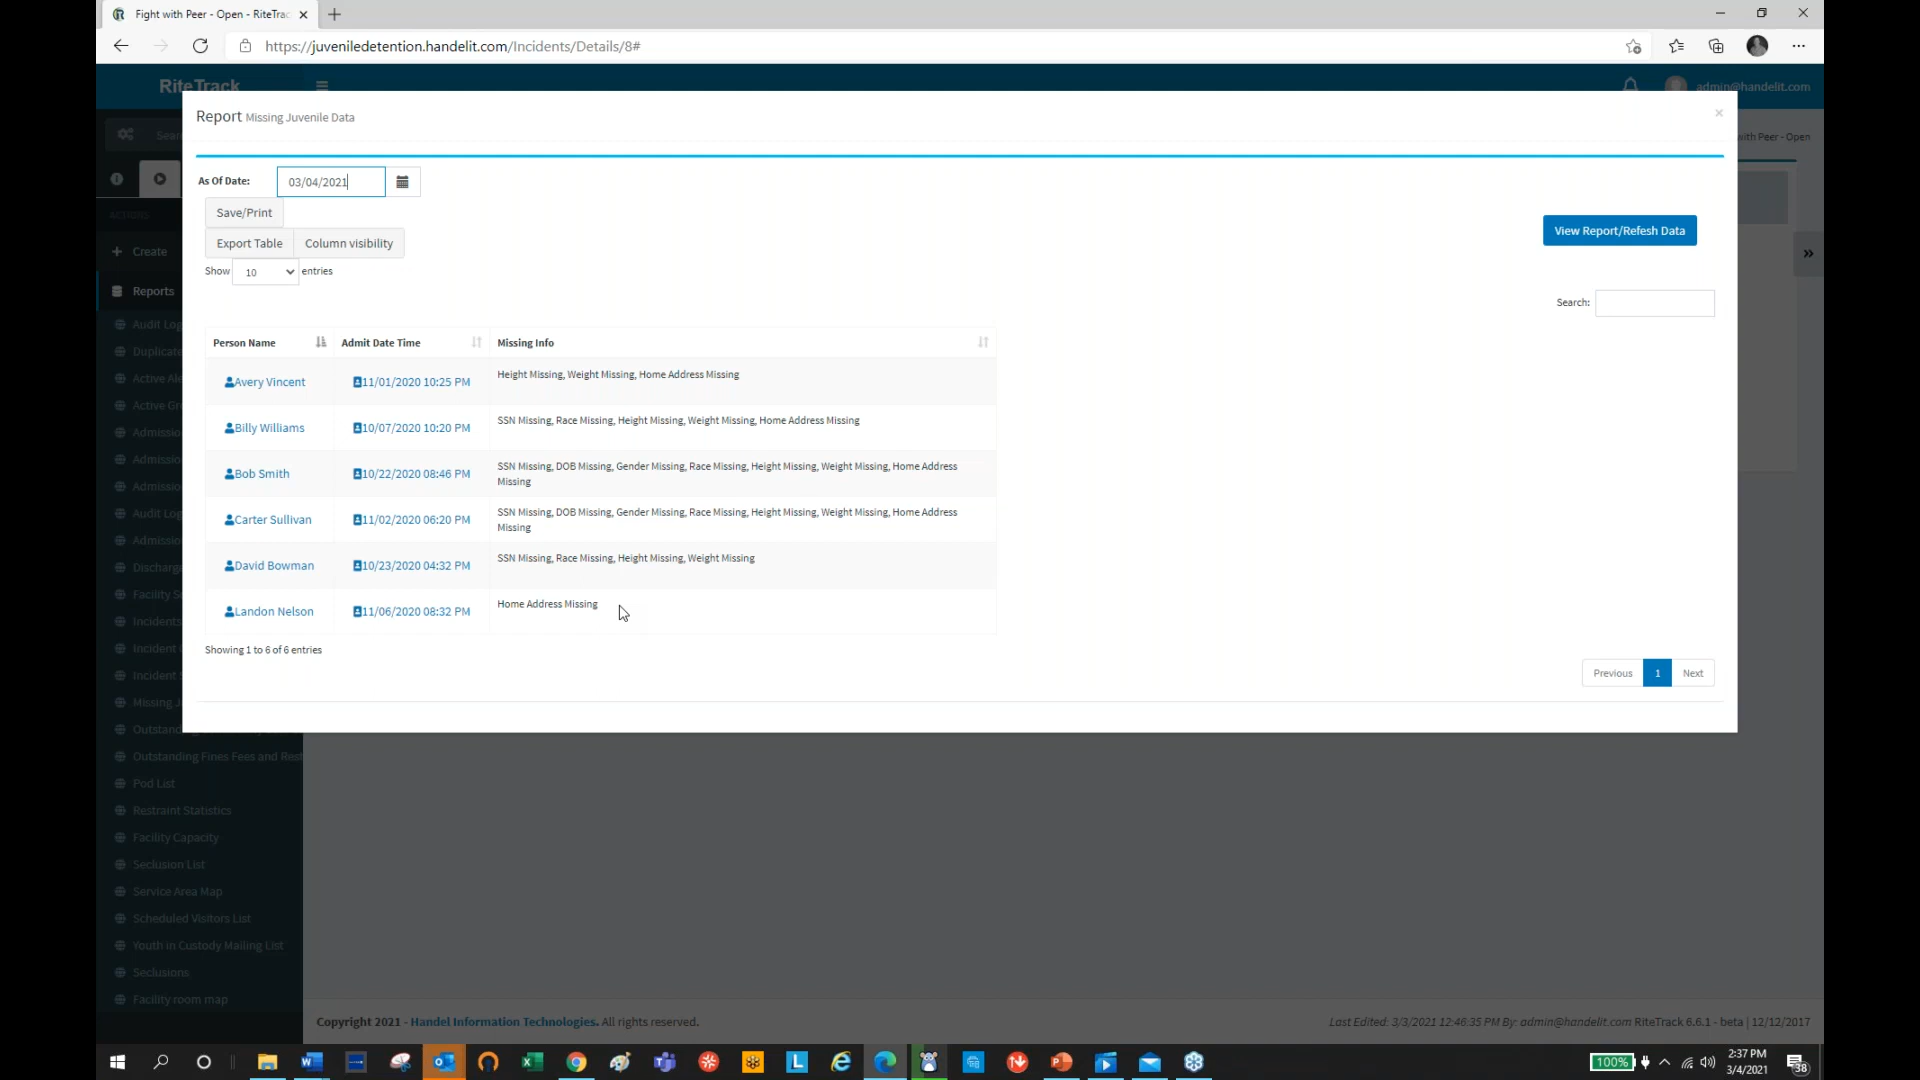 Fight with Peer - Open - RiteTrac
https://juveniledetention.handelit.com/Incidents/Details/8#
RiteTrack
admin@handelit.com
Report Missing Juvenile Data
with Peer - Open
As Of Date:
03/04/2021
Save/Print
Export Table
Column visibility
View Report/Refesh Data
Show 10 entries
Search:
ACTIONS
Create
Reports
Audit Log
Duplicate
Active Ale
Active Gr
Admissio
Admissio
Admissio
Audit Log
Admissio
Discharge
Facility S
Incidents
Incident
Incident S
Missing J
Outstand
Outstanding Fines Fees and Rest
Pod List
Restraint Statistics
Facility Capacity
Seclusion List
Service Area Map
Scheduled Visitors List
Youth in Custody Mailing List
Seclusions
Facility room map
Person Name
Admit Date Time
Missing Info
Avery Vincent
11/01/2020 10:25 PM
Height Missing, Weight Missing, Home Address Missing
Billy Williams
10/07/2020 10:20 PM
SSN Missing, Race Missing, Height Missing, Weight Missing, Home Address Missing
Bob Smith
10/22/2020 08:46 PM
SSN Missing, DOB Missing, Gender Missing, Race Missing, Height Missing, Weight Missing, Home Address
Missing
Carter Sullivan
11/02/2020 06:20 PM
SSN Missing, DOB Missing, Gender Missing, Race Missing, Height Missing, Weight Missing, Home Address
Missing
David Bowman
10/23/2020 04:32 PM
SSN Missing, Race Missing, Height Missing, Weight Missing
Landon Nelson
11/06/2020 08:32 PM
Home Address Missing
Showing 1 to 6 of 6 entries
Previous
1
Next
Copyright 2021 - Handel Information Technologies. All rights reserved.
Last Edited: 3/3/2021 12:46:35 PM By: admin@handelit.com RiteTrack 6.6.1 - beta | 12/12/2017
100%
2:37 PM
3/4/2021
38